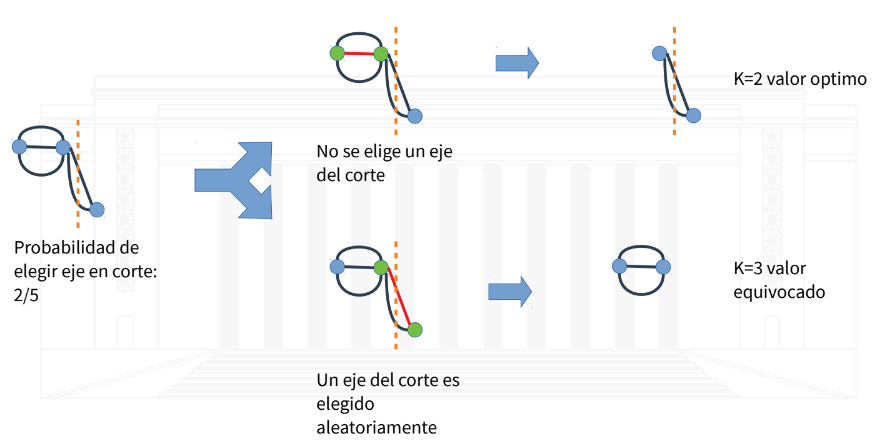 K=2 valor optimo
No se elige un eje
del corte
Probabilidad de
elegir eje en corte:
2/5
K=3 valor
equivocado
Un eje del corte es
elegido
aleatoriamente